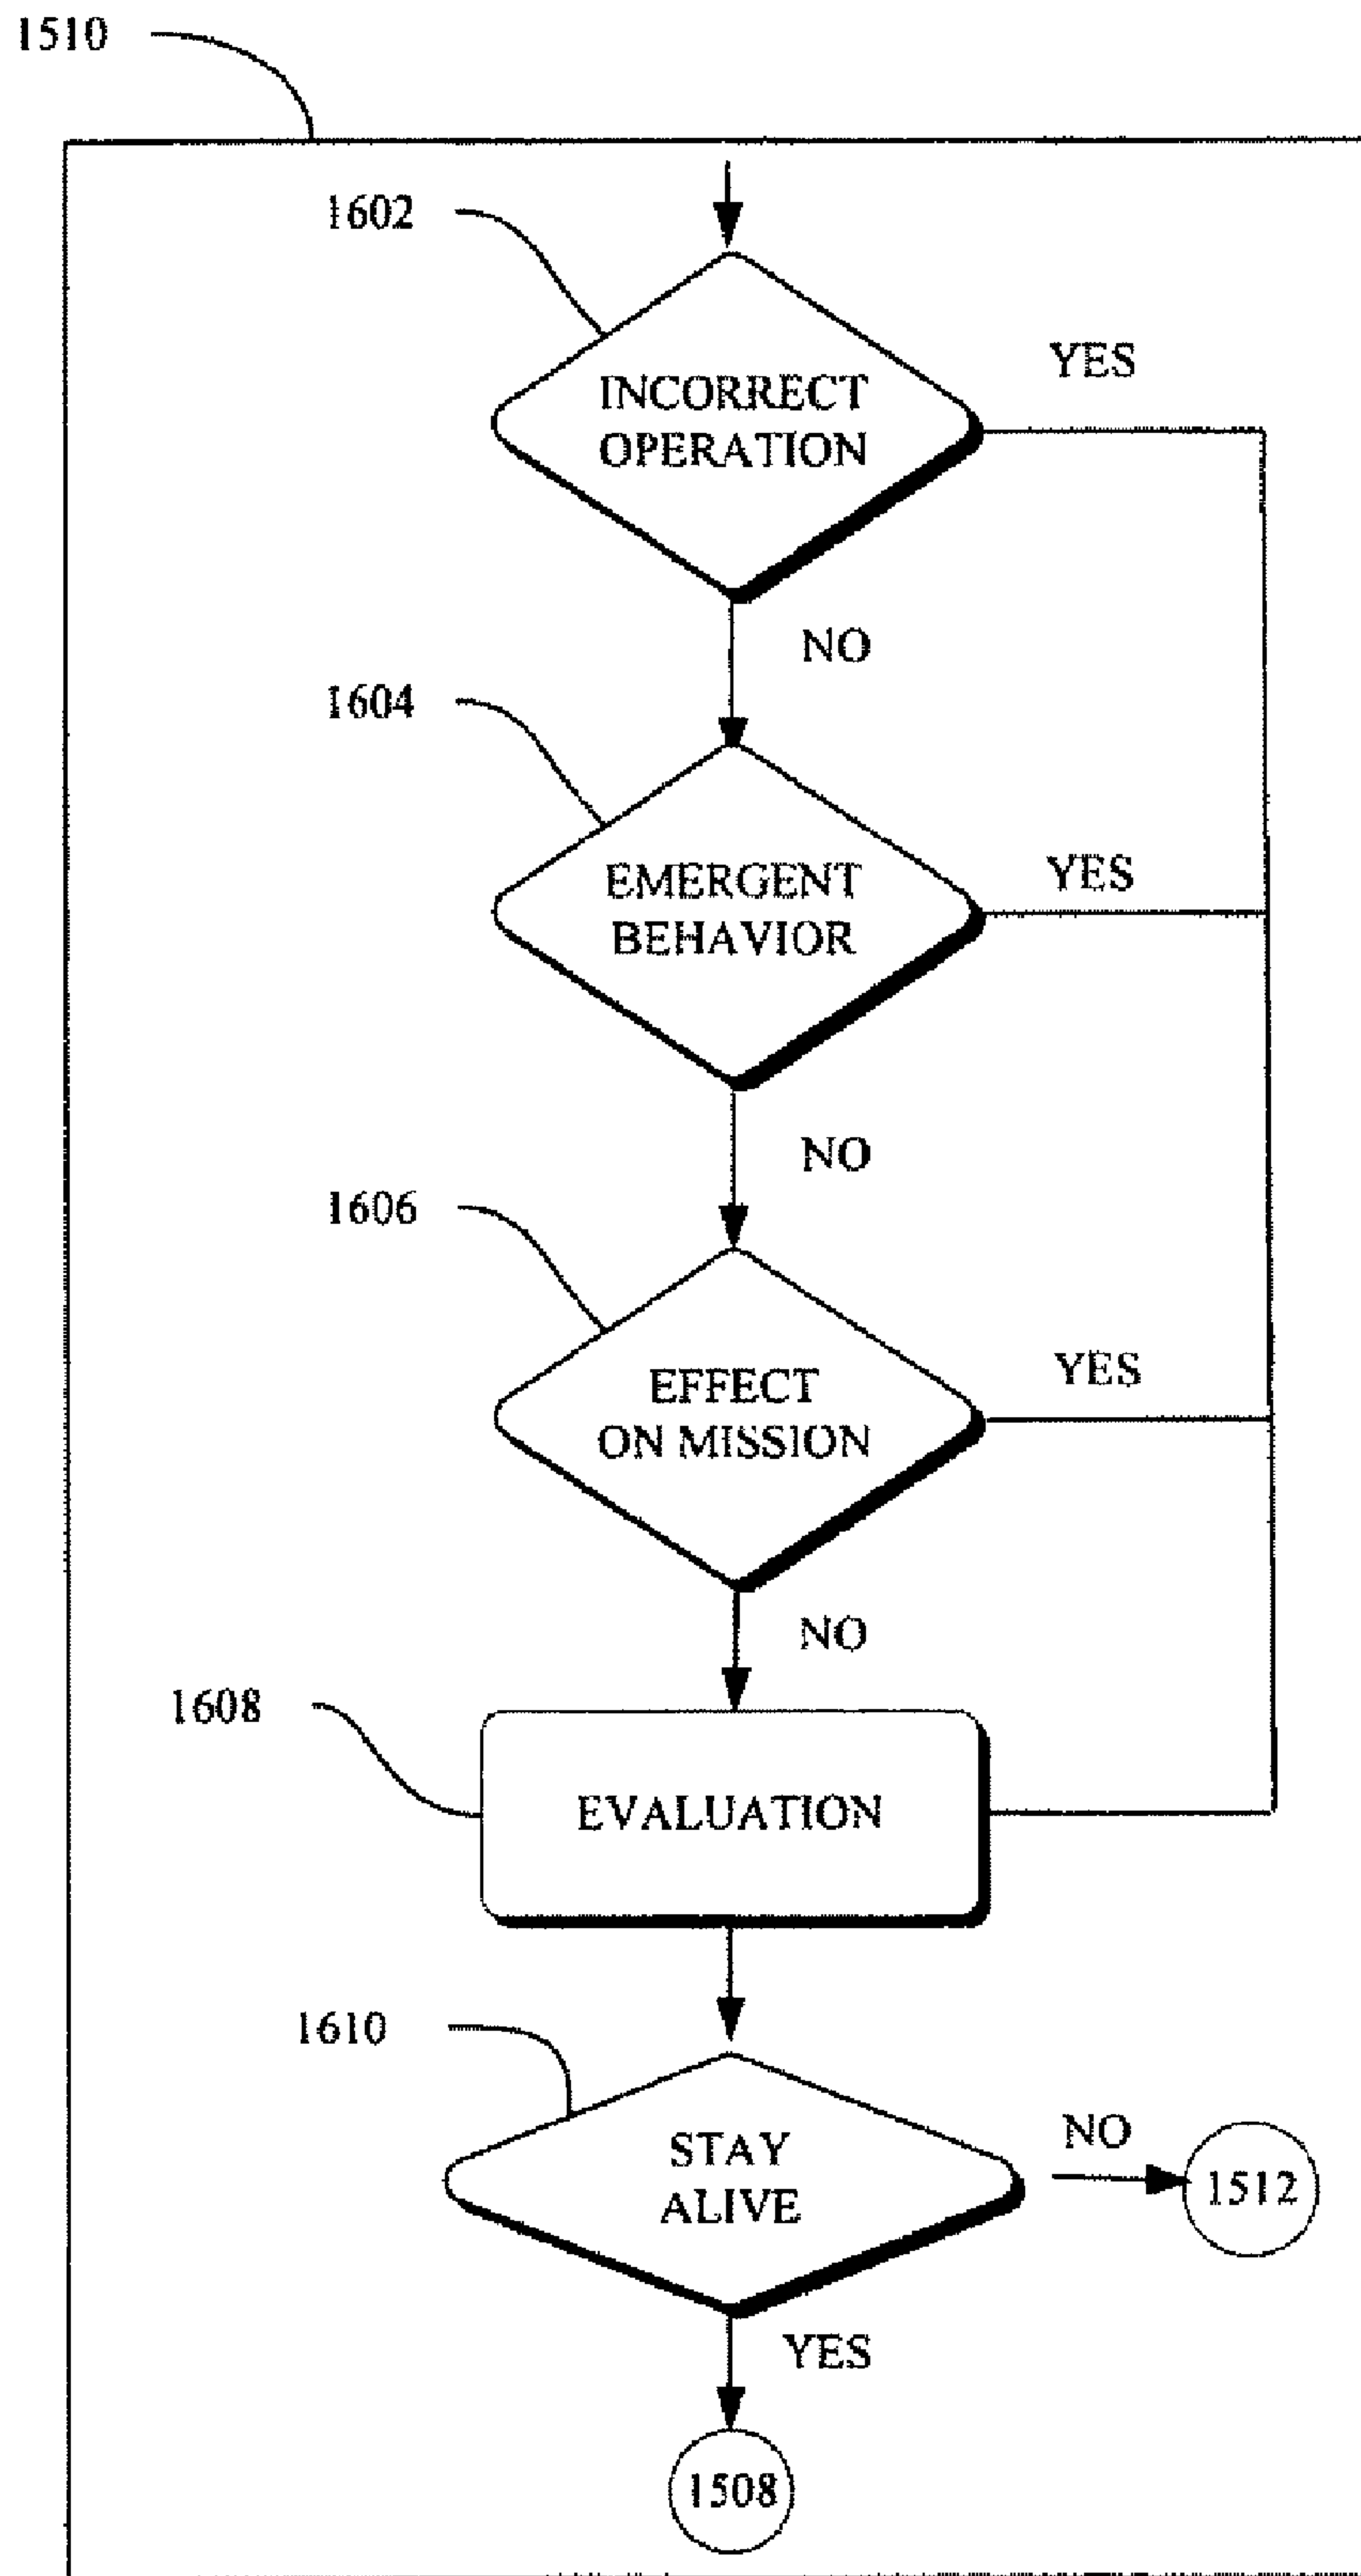 1510
1602
INCORRECT
OPERATION
YES
NO
1604
EMERGENT
BEHAVIOR
YES
NO
1606
EFFECT
ON MISSION
YES
NO
1608
EVALUATION
1610
STAY
ALIVE
NO
1512
YES
1508